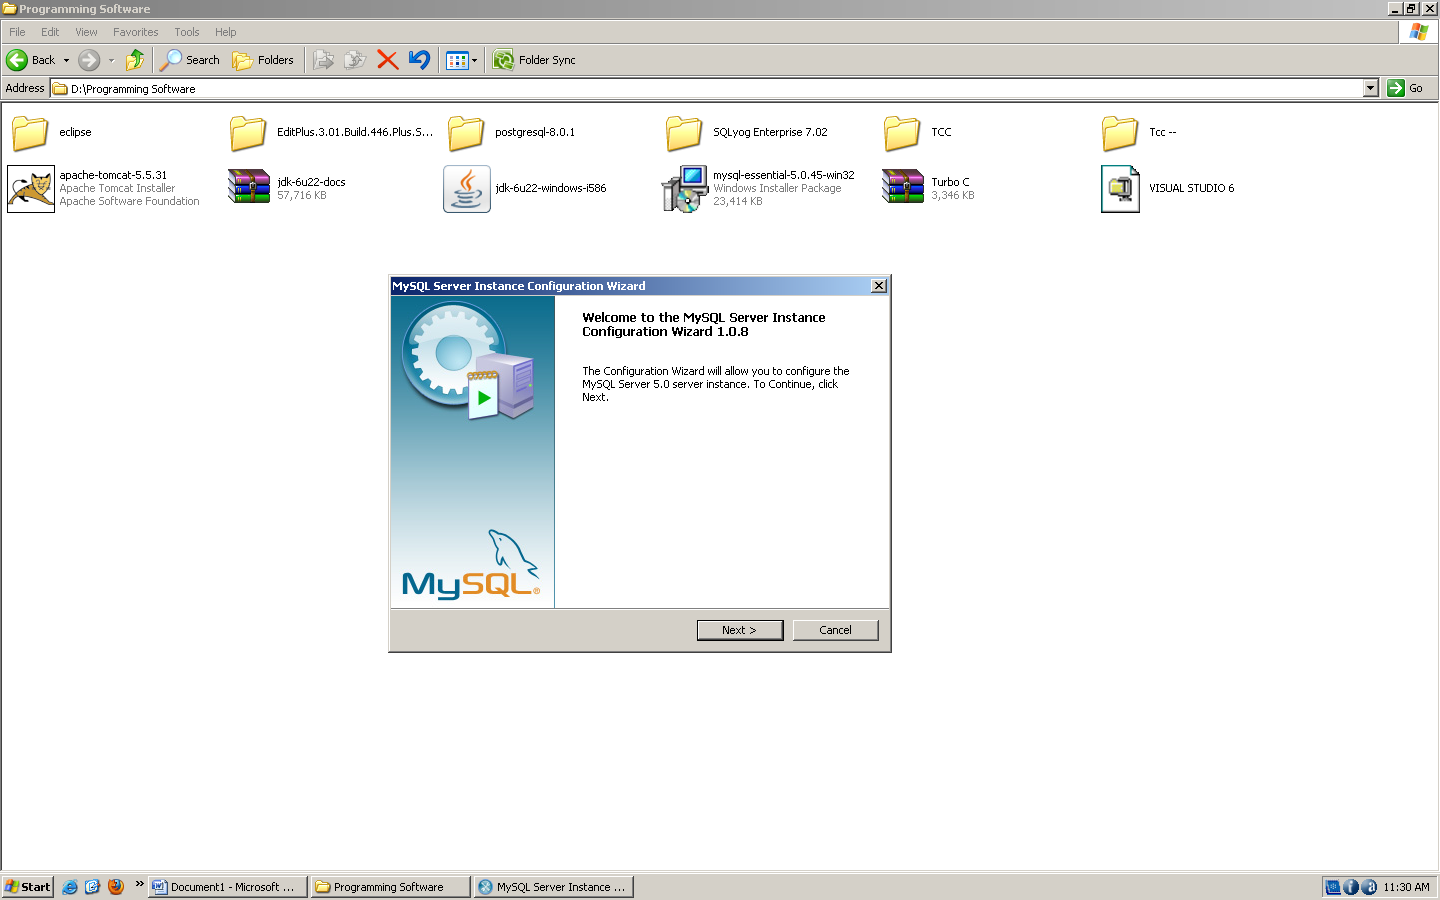 Programming Software
File Edit View Favorites Tools Help
Back Search Folders Folder Sync
Address D:\Programming Software Go
eclipse
EditPlus.3.01.Build.446.Plus.S...
postgresql-8.0.1
SQLyog Enterprise 7.02
TCC
Tcc --
apache-tomcat-5.5.31
Apache Tomcat Installer
Apache Software Foundation
jdk-6u22-docs
57,716 KB
jdk-6u22-windows-i586
mysql-essential-5.0.45-win32
Windows Installer Package
23,414 KB
Turbo C
3,346 KB
VISUAL STUDIO 6
MySQL Server Instance Configuration Wizard
Welcome to the MySQL Server Instance
Configuration Wizard 1.0.8
The Configuration Wizard will allow you to configure the
MySQL Server 5.0 server instance. To Continue, click
Next.
MySQL®
Next > Cancel
Start » Document1 - Microsoft ... Programming Software MySQL Server Instance ... 11:30 AM